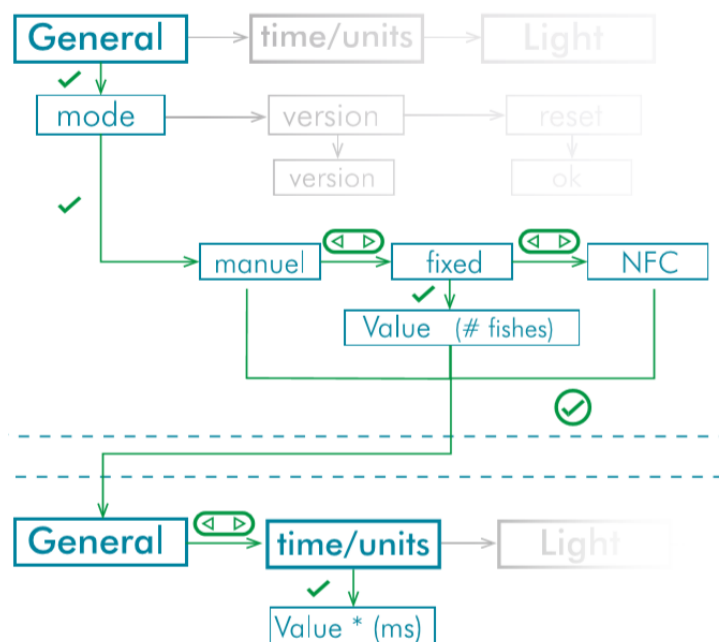 General time/units Light
mode version reset
version ok
manuel fixed NFC
Value (# fishes)
General time/units Light
Value * (ms)